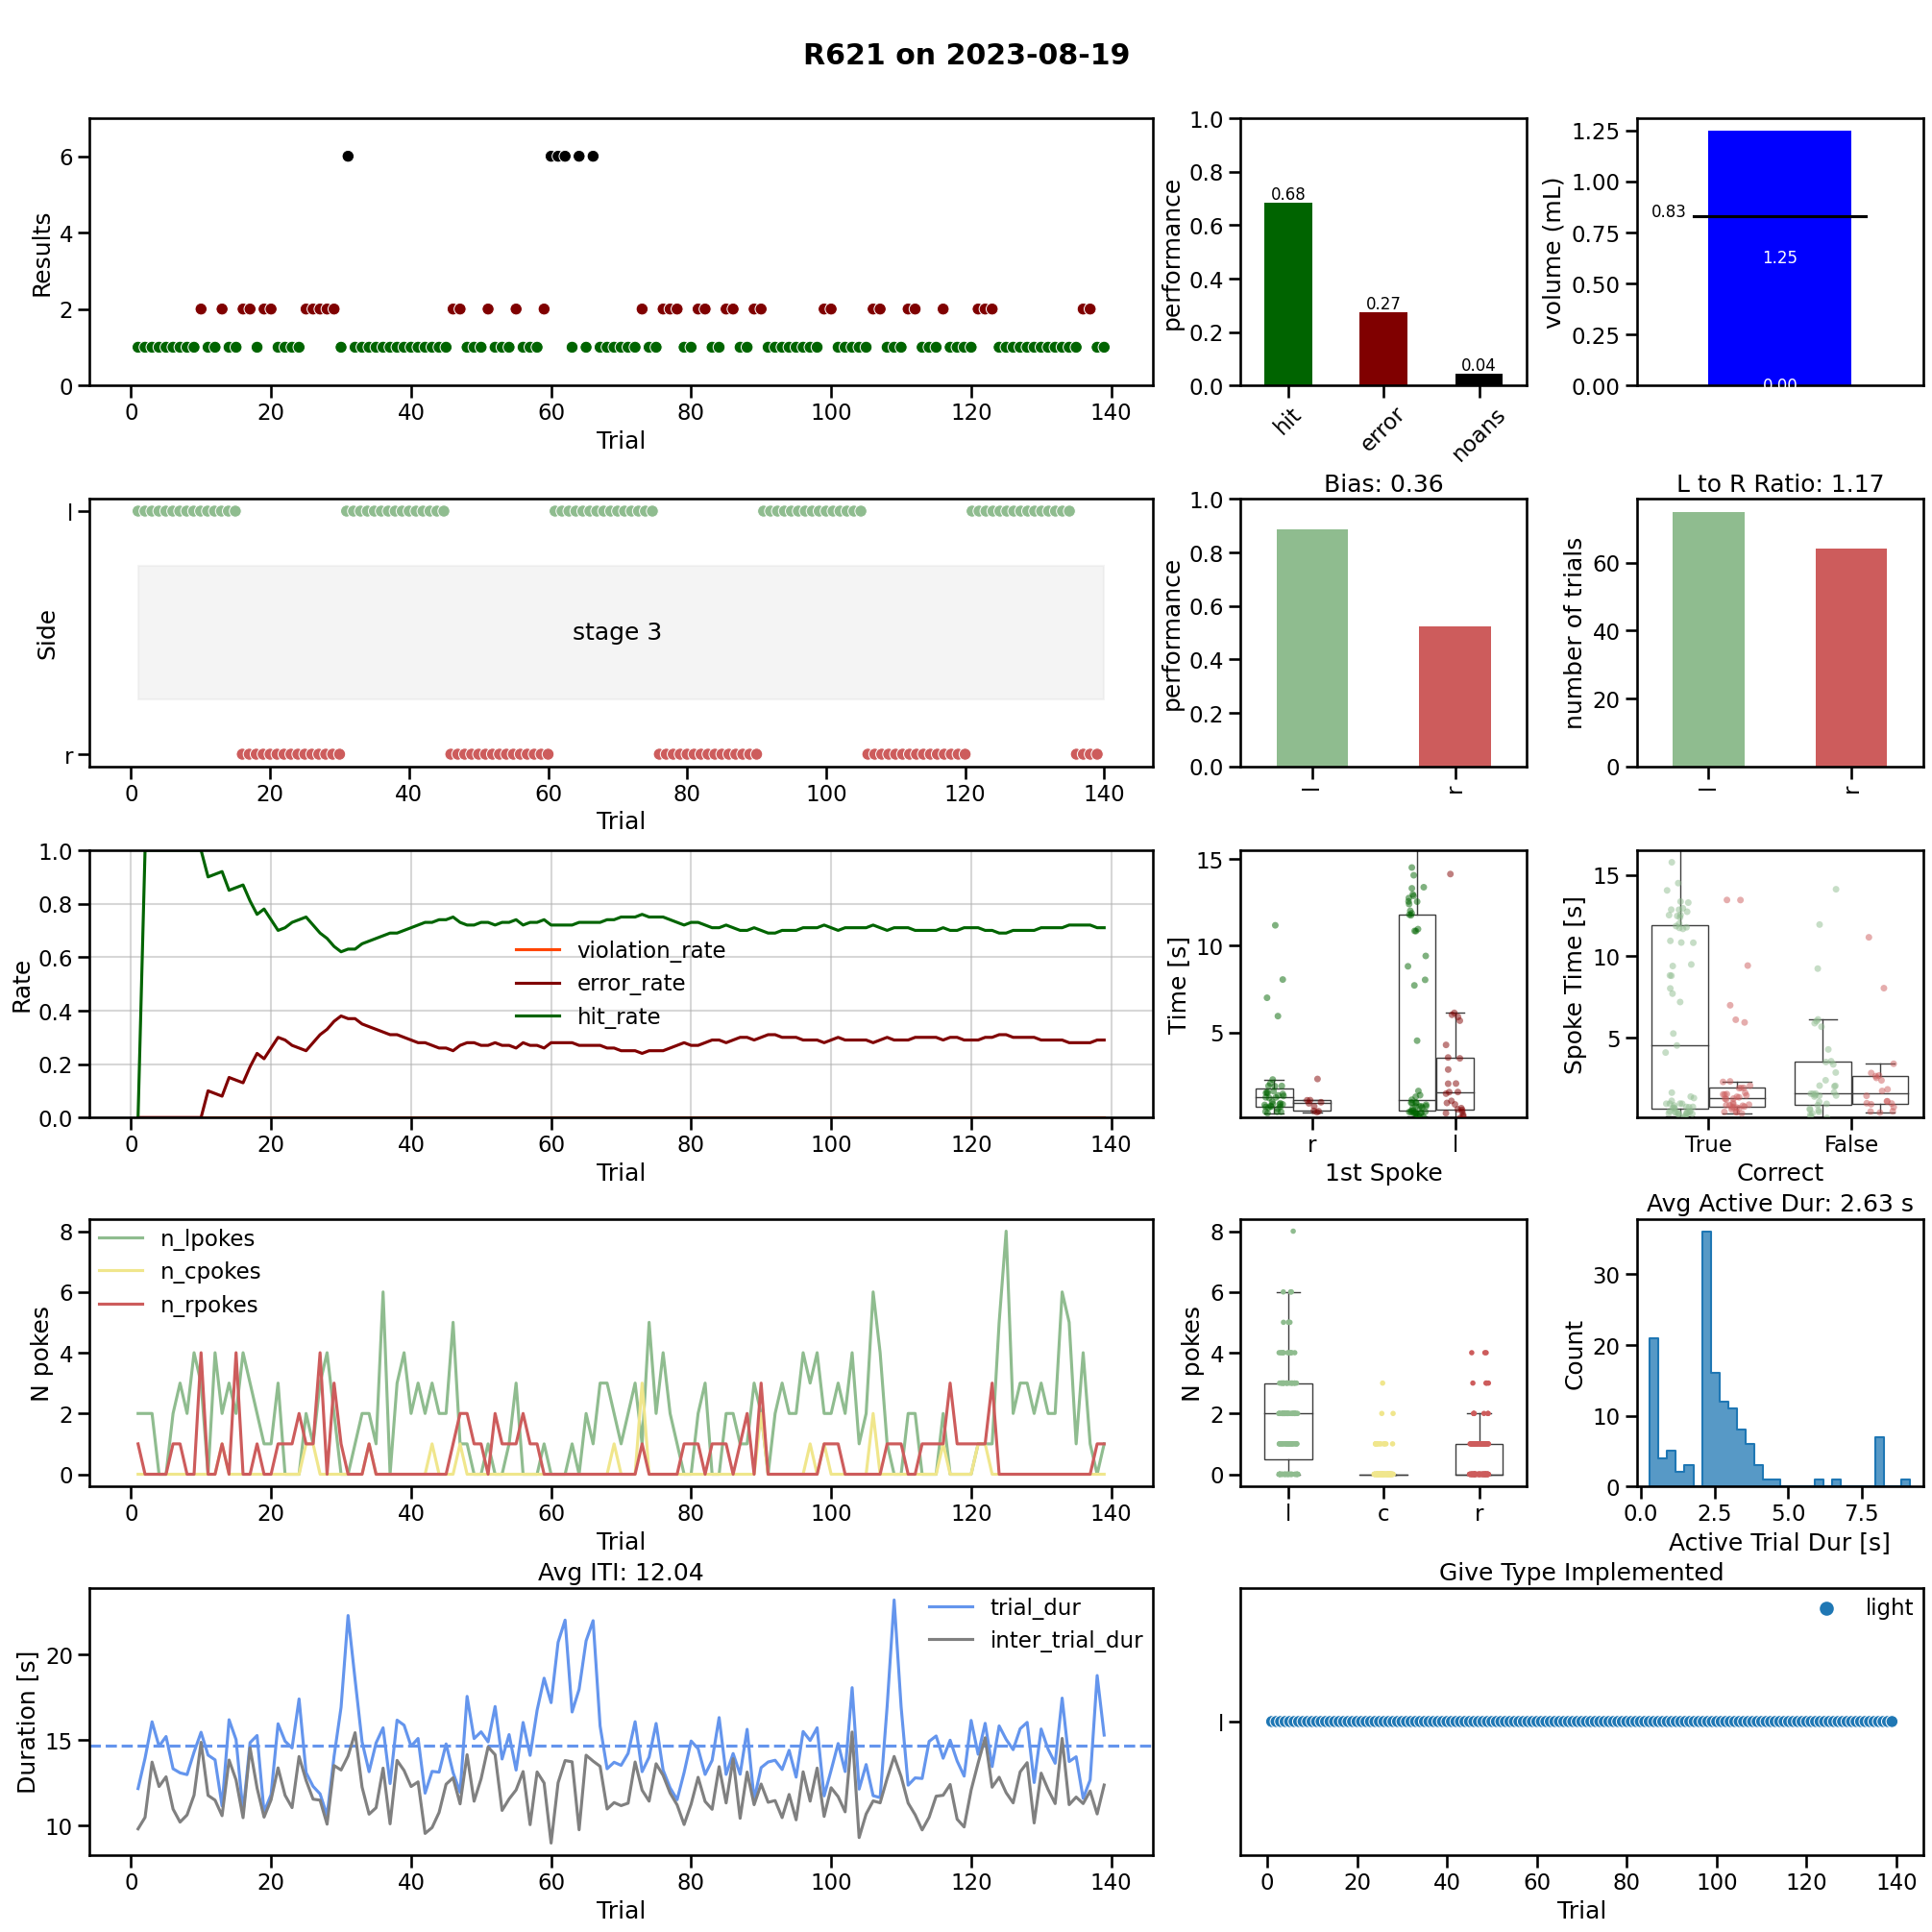 R621 on 2023-08-19
Results
6
4
2
0
0 20 40 60 80 100 120 140
Trial
performance
1.0
0.8
0.6
0.4
0.2
0.0
0.68
0.27
0.04
hit
error
noans
volume (mL)
1.25
1.00
0.75
0.50
0.25
0.00
0.83
1.25
0.00
Side
l
r
stage 3
0 20 40 60 80 100 120 140
Trial
Bias: 0.36
performance
1.0
0.8
0.6
0.4
0.2
0.0
l
r
L to R Ratio: 1.17
number of trials
60
40
20
0
l
r
Rate
1.0
0.8
0.6
0.4
0.2
0.0
violation_rate
error_rate
hit_rate
0 20 40 60 80 100 120 140
Trial
Time [s]
15
10
5
r l
1st Spoke
Spoke Time [s]
15
10
5
True False
Correct
N pokes
8
6
4
2
0
n_lpokes
n_cpokes
n_rpokes
0 20 40 60 80 100 120 140
Trial
N pokes
8
6
4
2
0
l c r
Avg Active Dur: 2.63 s
Count
30
20
10
0
0.0 2.5 5.0 7.5
Active Trial Dur [s]
Avg ITI: 12.04
Duration [s]
20
15
10
trial_dur
inter_trial_dur
0 20 40 60 80 100 120 140
Trial
Give Type Implemented
light
l
0 20 40 60 80 100 120 140
Trial